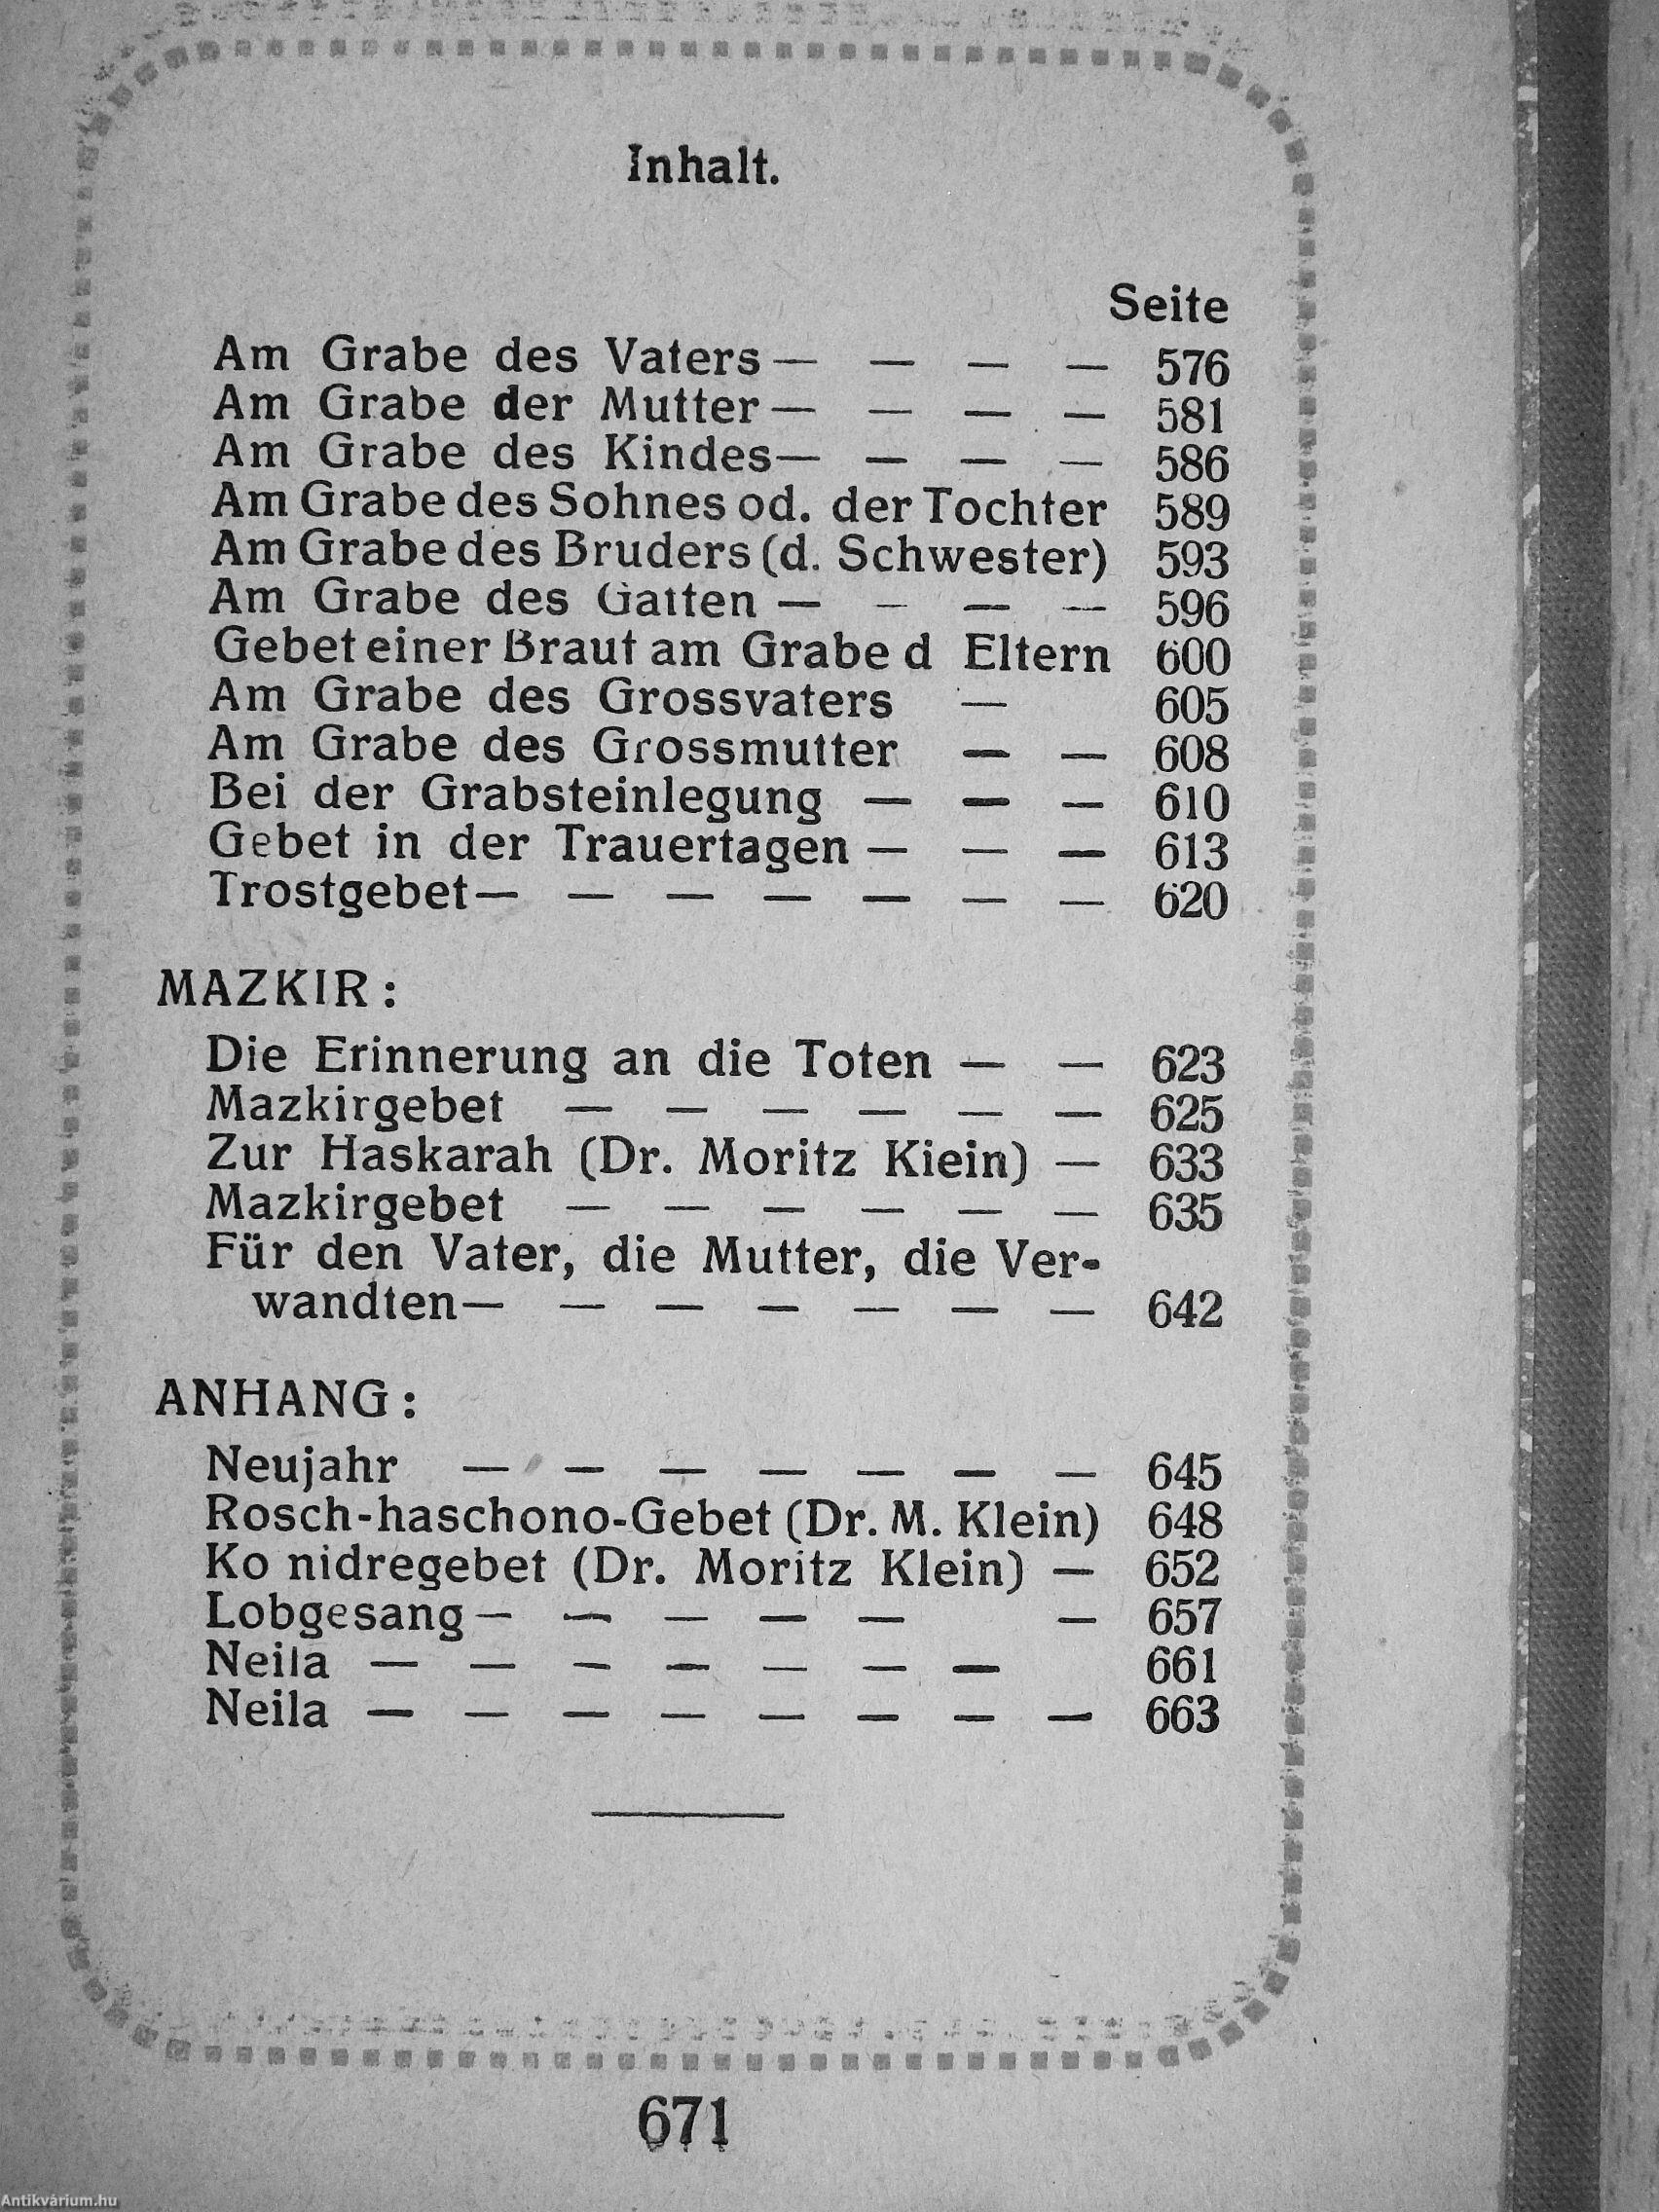 Inhalt.
Seite
Am Grabe des Vaters — — — — 576
Am Grabe der Mutter — — — — 581
Am Grabe des Kindes — — — — 586
Am Grabe des Sohnes od. der Tochter 589
Am Grabe des Bruders (d. Schwester) 593
Am Grabe des Gatten — — — — 596
Gebet einer Braut am Grabe d Eltern 600
Am Grabe des Grossvaters — 605
Am Grabe des Grossmutter — — 608
Bei der Grabsteinlegung — — — 610
Gebet in der Trauertagen — — — 613
Trostgebet — — — — — — — 620
MAZKIR:
Die Erinnerung an die Toten — — 623
Mazkirgebet — — — — — — 625
Zur Haskarah (Dr. Moritz Kiein) — 633
Mazkirgebet — — — — — — 635
Für den Vater, die Mutter, die Ver-
wandten — — — — — — — 642
ANHANG:
Neujahr — — — — — — — 645
Rosch-haschono-Gebet (Dr. M. Klein) 648
Ko nidregebet (Dr. Moritz Klein) — 652
Lobgesang — — — — — — 657
Neila — — — — — — — 661
Neila — — — — — — — — 663
671
Antikvárium.hu